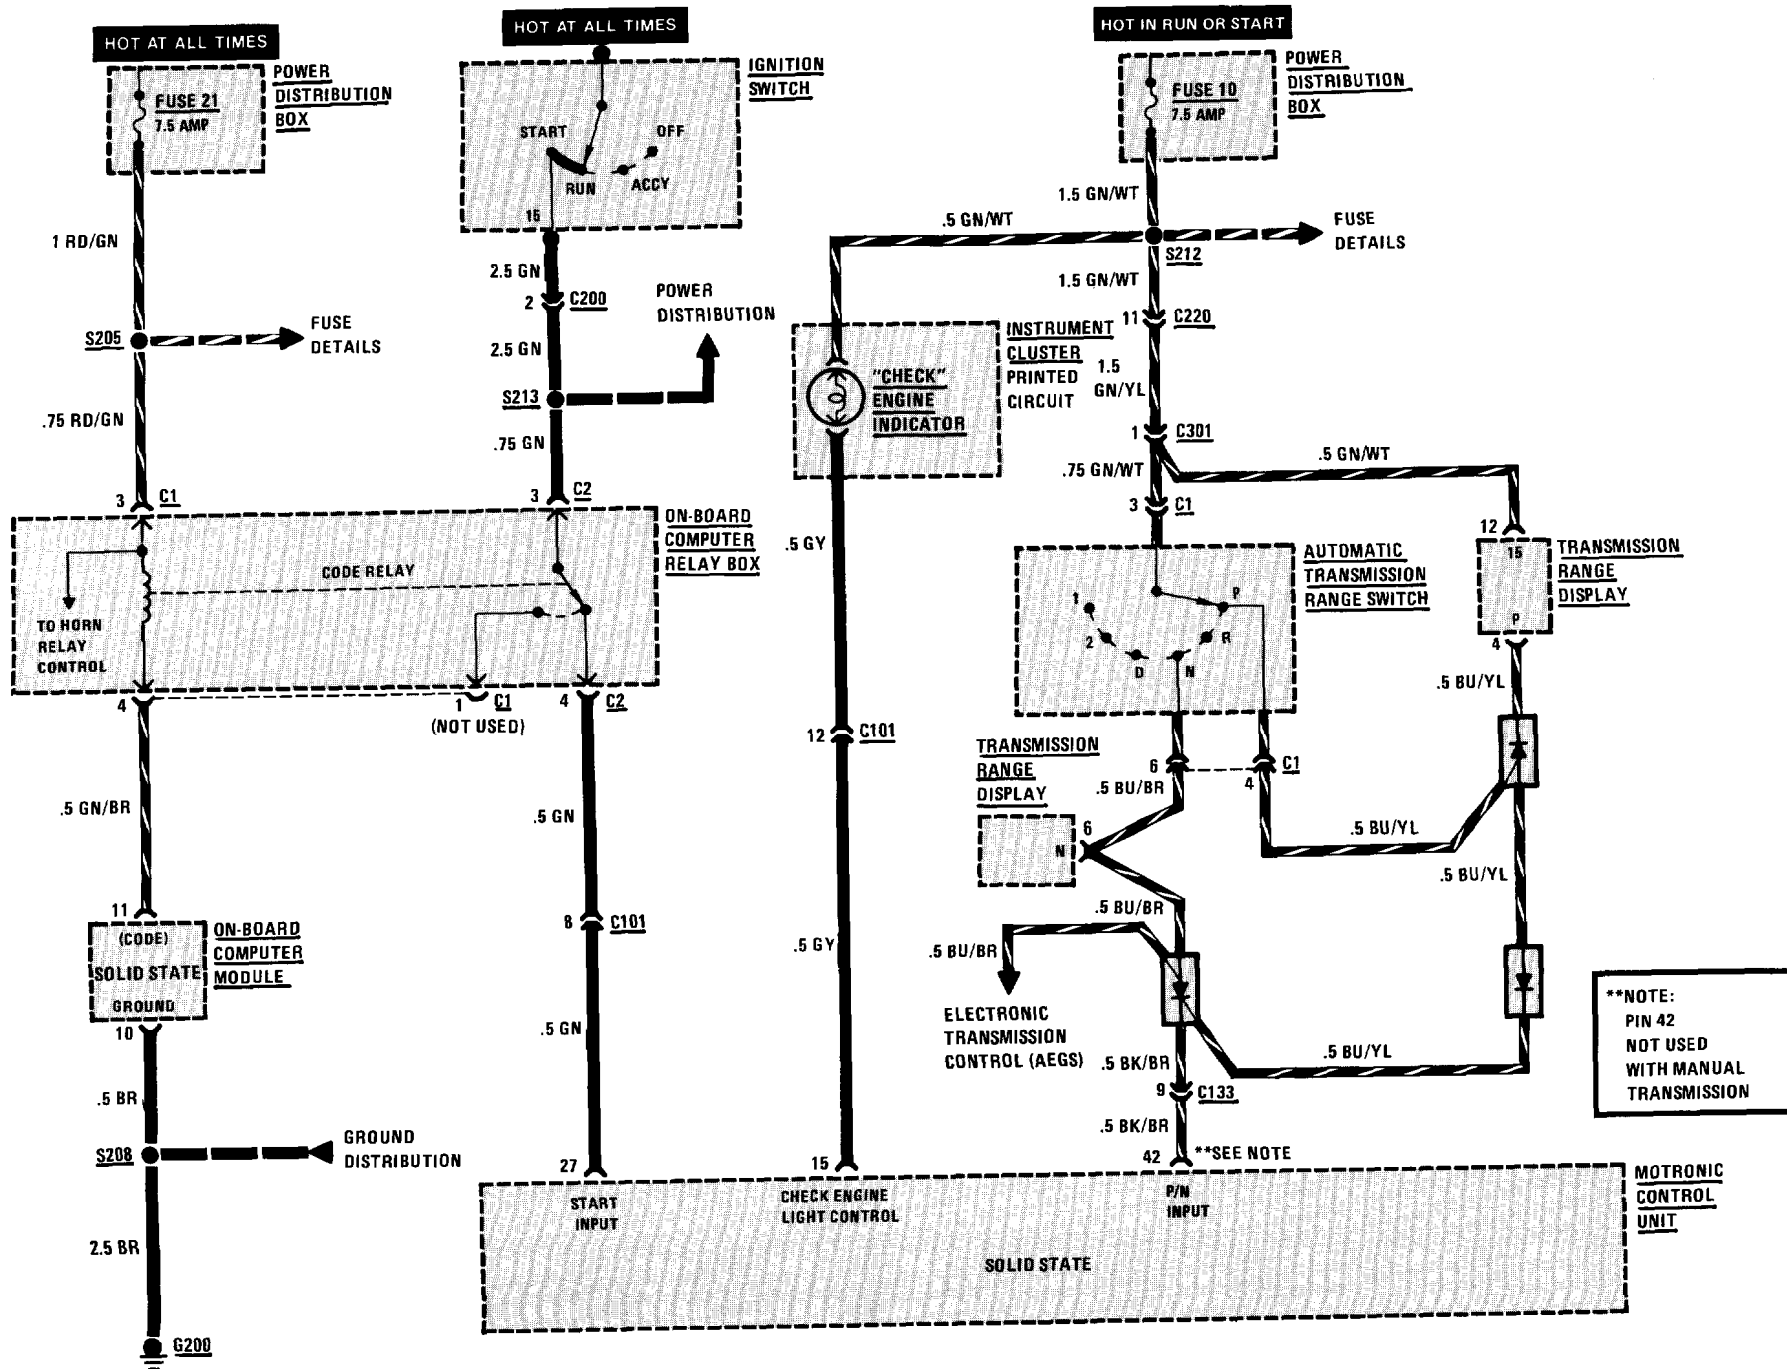 HOT AT ALL TIMES
HOT AT ALL TIMES
HOT IN RUN OR START
FUSE 21
7.5 AMP
POWER
DISTRIBUTION
BOX
IGNITION
SWITCH
START
OFF
RUN
ACCY
15
FUSE 10
7.5 AMP
POWER
DISTRIBUTION
BOX
1 RD/GN
S205
FUSE
DETAILS
.75 RD/GN
3
C1
2.5 GN
2
C200
2.5 GN
POWER
DISTRIBUTION
S213
.75 GN
3
C2
.5 GN/WT
1.5 GN/WT
S212
FUSE
DETAILS
1.5 GN/WT
11
C220
1.5
GN/YL
1
C301
.75 GN/WT
.5 GN/WT
3
C1
"CHECK"
ENGINE
INDICATOR
INSTRUMENT
CLUSTER
PRINTED
CIRCUIT
CODE RELAY
TO HORN
RELAY
CONTROL
ON-BOARD
COMPUTER
RELAY BOX
4
1
C1
(NOT USED)
4
C2
.5 GY
12
C101
.5 GY
AUTOMATIC
TRANSMISSION
RANGE SWITCH
1
2
D
N
R
P
12
15
P
4
TRANSMISSION
RANGE
DISPLAY
.5 BU/YL
6
4
C1
.5 BU/BR
TRANSMISSION
RANGE
DISPLAY
N
6
.5 BU/YL
.5 BU/YL
.5 BU/BR
.5 BU/BR
ELECTRONIC
TRANSMISSION
CONTROL (AEGS)
.5 BK/BR
.5 BU/YL
9
C133
.5 BK/BR
42
**SEE NOTE
**NOTE:
PIN 42
NOT USED
WITH MANUAL
TRANSMISSION
.5 GN/BR
11
(CODE)
SOLID STATE
GROUND
ON-BOARD
COMPUTER
MODULE
10
.5 BR
S208
GROUND
DISTRIBUTION
2.5 BR
G200
.5 GN
8
C101
.5 GN
27
15
START
INPUT
CHECK ENGINE
LIGHT CONTROL
P/N
INPUT
SOLID STATE
MOTRONIC
CONTROL
UNIT